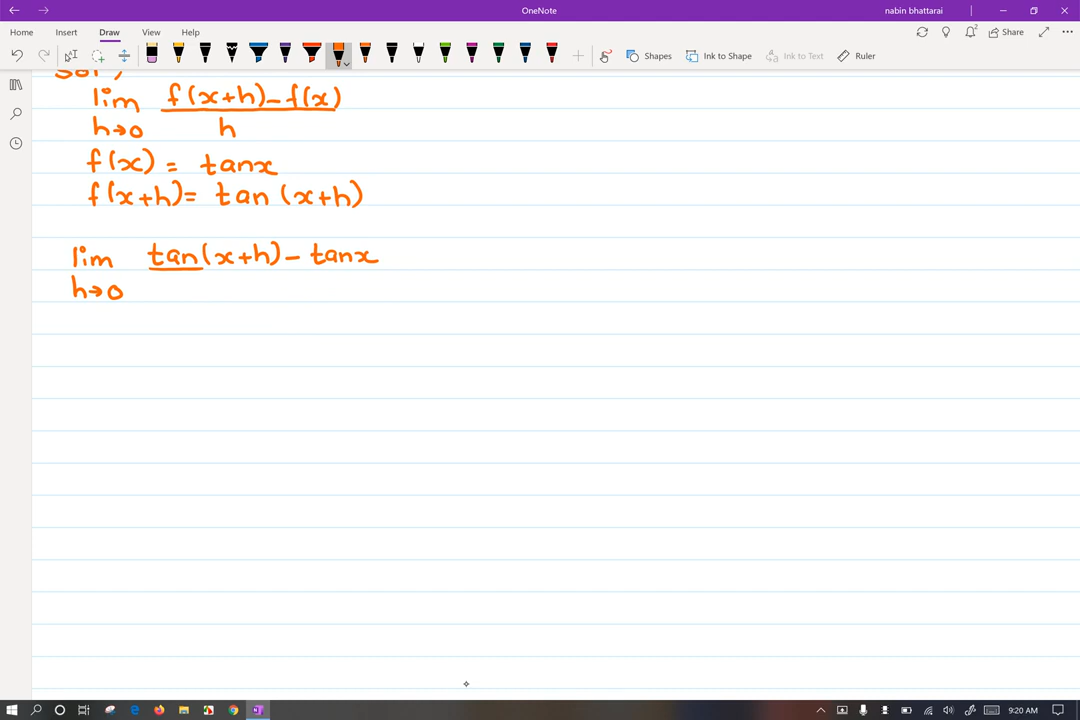 OneNote
nabin bhattarai
Home Insert Draw View Help
Share
Shapes Ink to Shape Ink to Text Ruler
lim f(x+h)-f(x)
h→0 h
f(x) = tanx
f(x+h)= tan (x+h)
lim tan(x+h)- tanx
h→0
9:20 AM